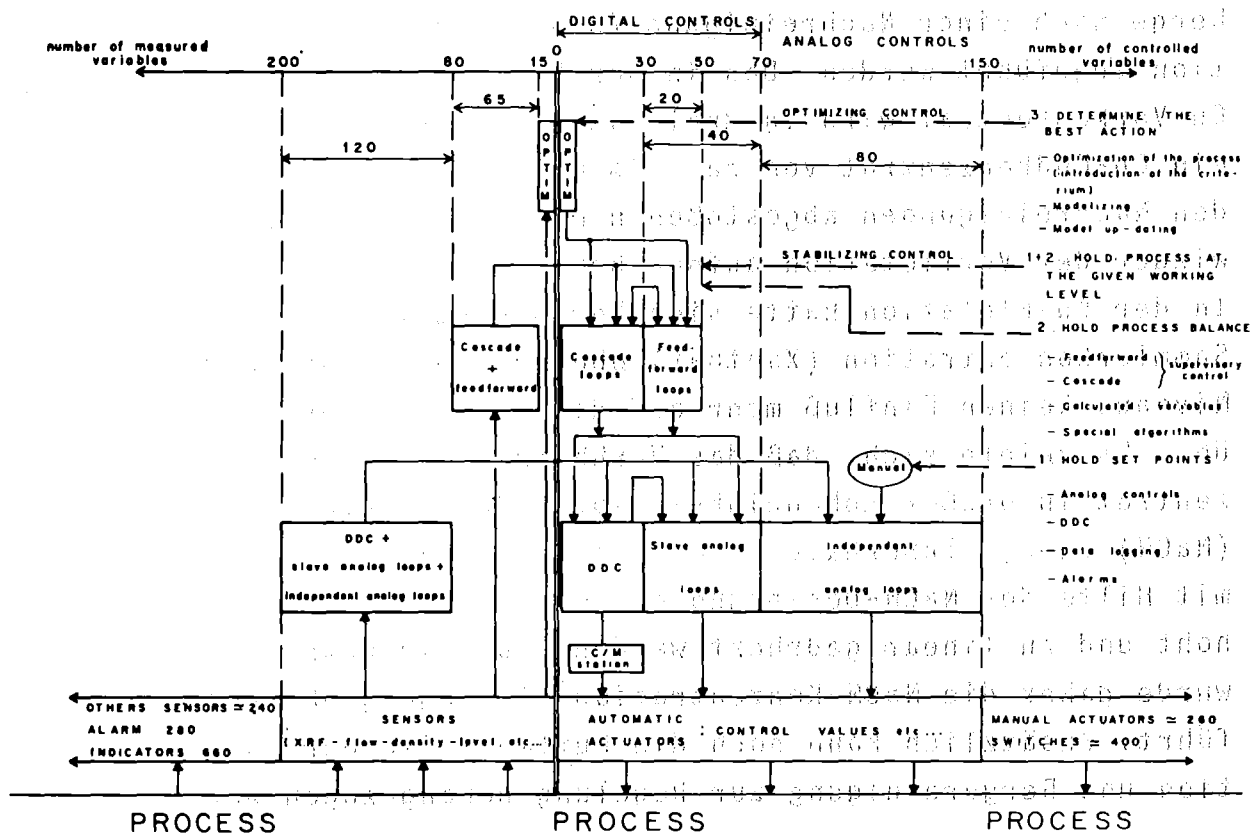 DIGITAL CONTROLS
number of measured variables
ANALOG CONTROLS
number of controlled variables
200 80 15 0 30 50 70 150
65
20
OPTIMIZING CONTROL
3. DETERMINE THE
BEST ACTION
40
120
80
OPTIM
OPTIM
- Optimization of the process
(introduction of the crite-
rium)
- Modelizing
- Model up-dating
STABILIZING CONTROL
1+2 HOLD PROCESS AT
THE GIVEN WORKING
LEVEL
2. HOLD PROCESS BALANCE
Cascade
+
feedforward
Cascade
loops
Feed-
forward
loops
- Feedforward
- Cascade
} supervisory
control
- Calculated variables
- Special algorithms
Manual
1. HOLD SET POINTS
- Analog controls
- DDC
- Data logging
- Alarms
DDC +
slave analog loops +
independent analog loops
DDC
Slave analog
loops
Independent
analog loops
C/M
station
OTHERS SENSORS ≃ 240
ALARM 280
INDICATORS 660
SENSORS
(XRF-flow-density-level, etc...)
AUTOMATIC
ACTUATORS
: CONTROL VALUES etc...
MANUAL ACTUATORS ≃ 260
SWITCHES ≃ 400
PROCESS PROCESS PROCESS